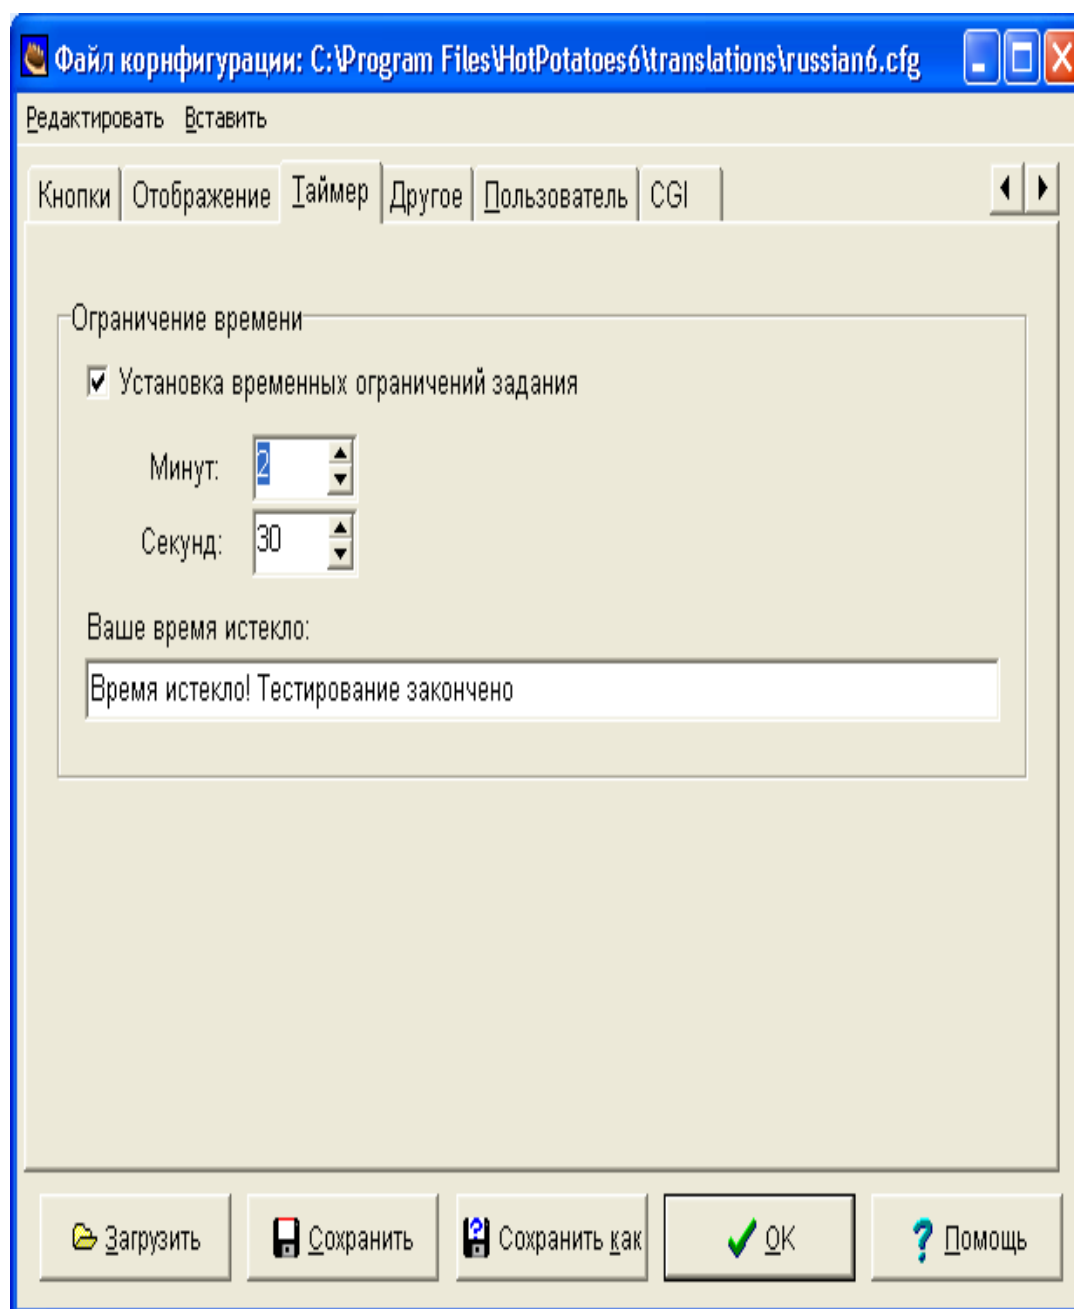 Файл корнфигурации: C:\Program Files\HotPotatoes6\translations\russian6.cfg
Редактировать Вставить
Кнопки Отображение Таймер Другое Пользователь CGI
Ограничение времени
Установка временных ограничений задания
Минут: 2
Секунд: 30
Ваше время истекло:
Время истекло! Тестирование закончено
Загрузить Сохранить Сохранить как OK Помощь